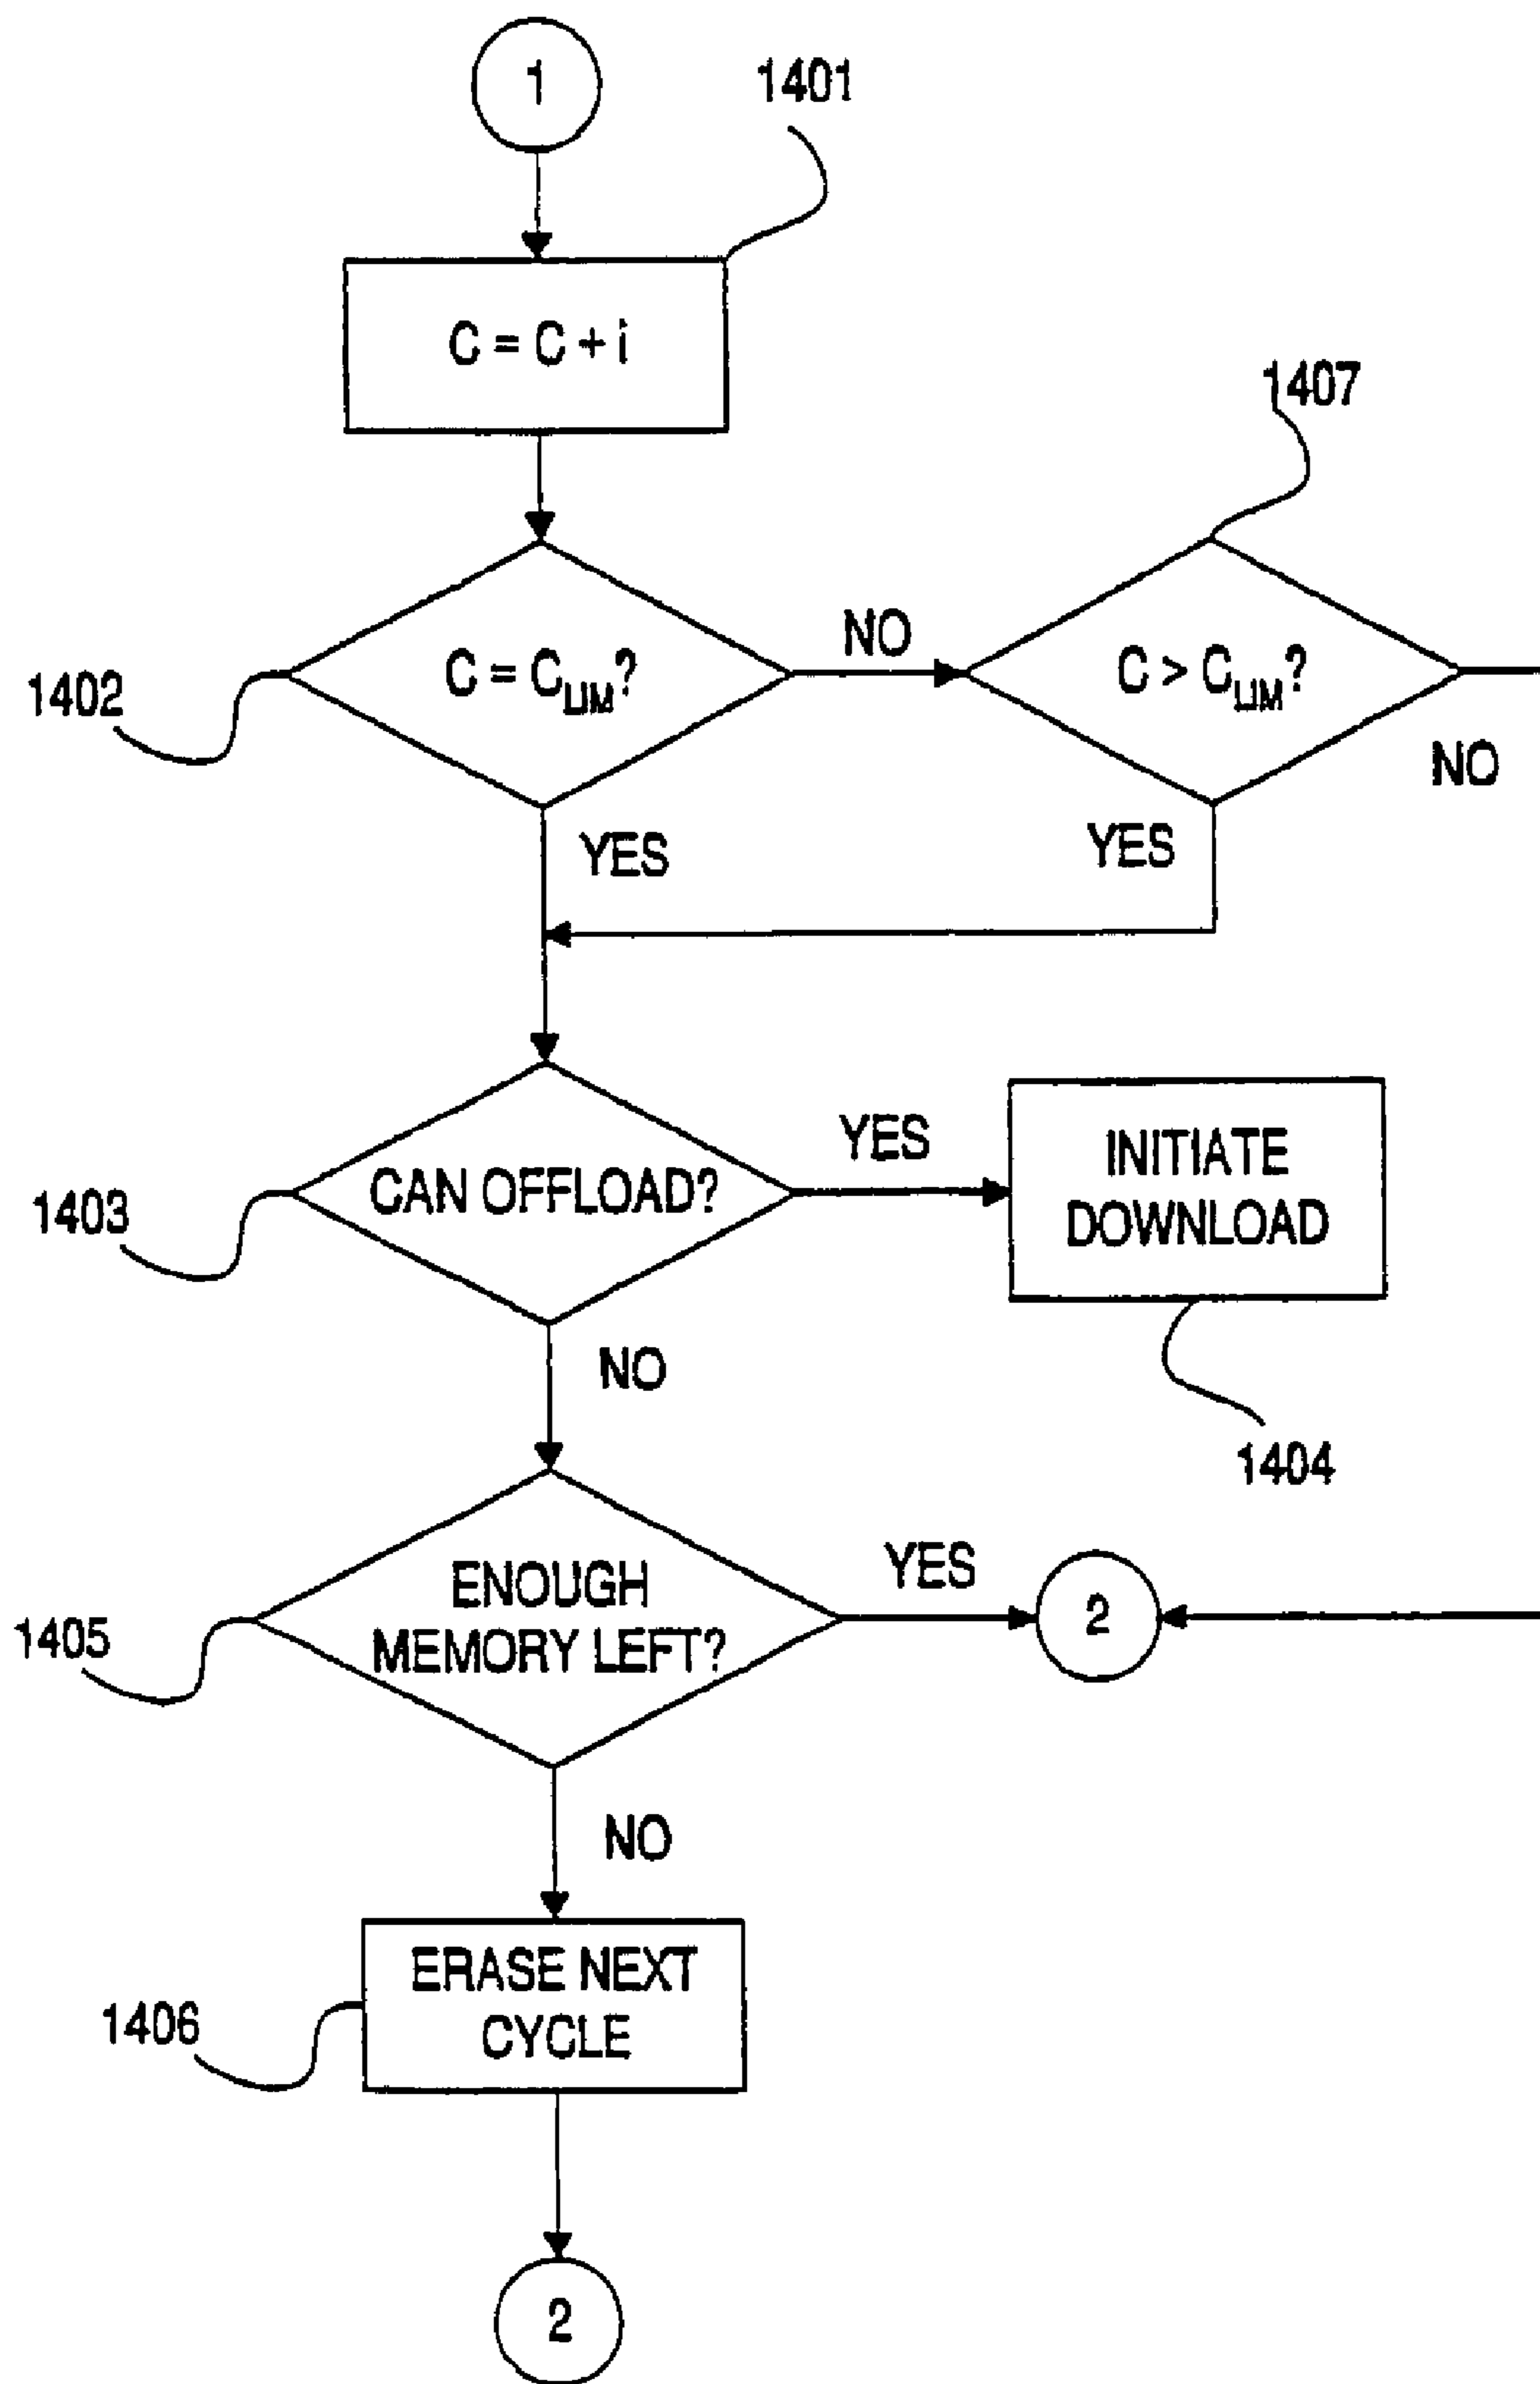 1
1401
C = C + i
1407
C = C_LIM?
NO
C > C_LIM?
1402
NO
YES
YES
CAN OFFLOAD?
YES
INITIATE
DOWNLOAD
1403
NO
1404
ENOUGH
MEMORY LEFT?
YES
2
1405
NO
ERASE NEXT
CYCLE
1406
2